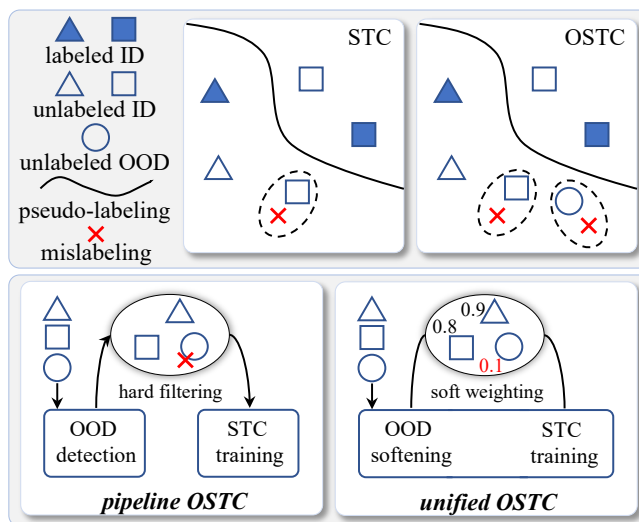 labeled ID
unlabeled ID
unlabeled OOD
pseudo-labeling
mislabeling
STC
OSTC
0.9
0.8
0.1
hard filtering
OOD
detection
STC
training
pipeline OSTC
soft weighting
OOD
softening
STC
training
unified OSTC